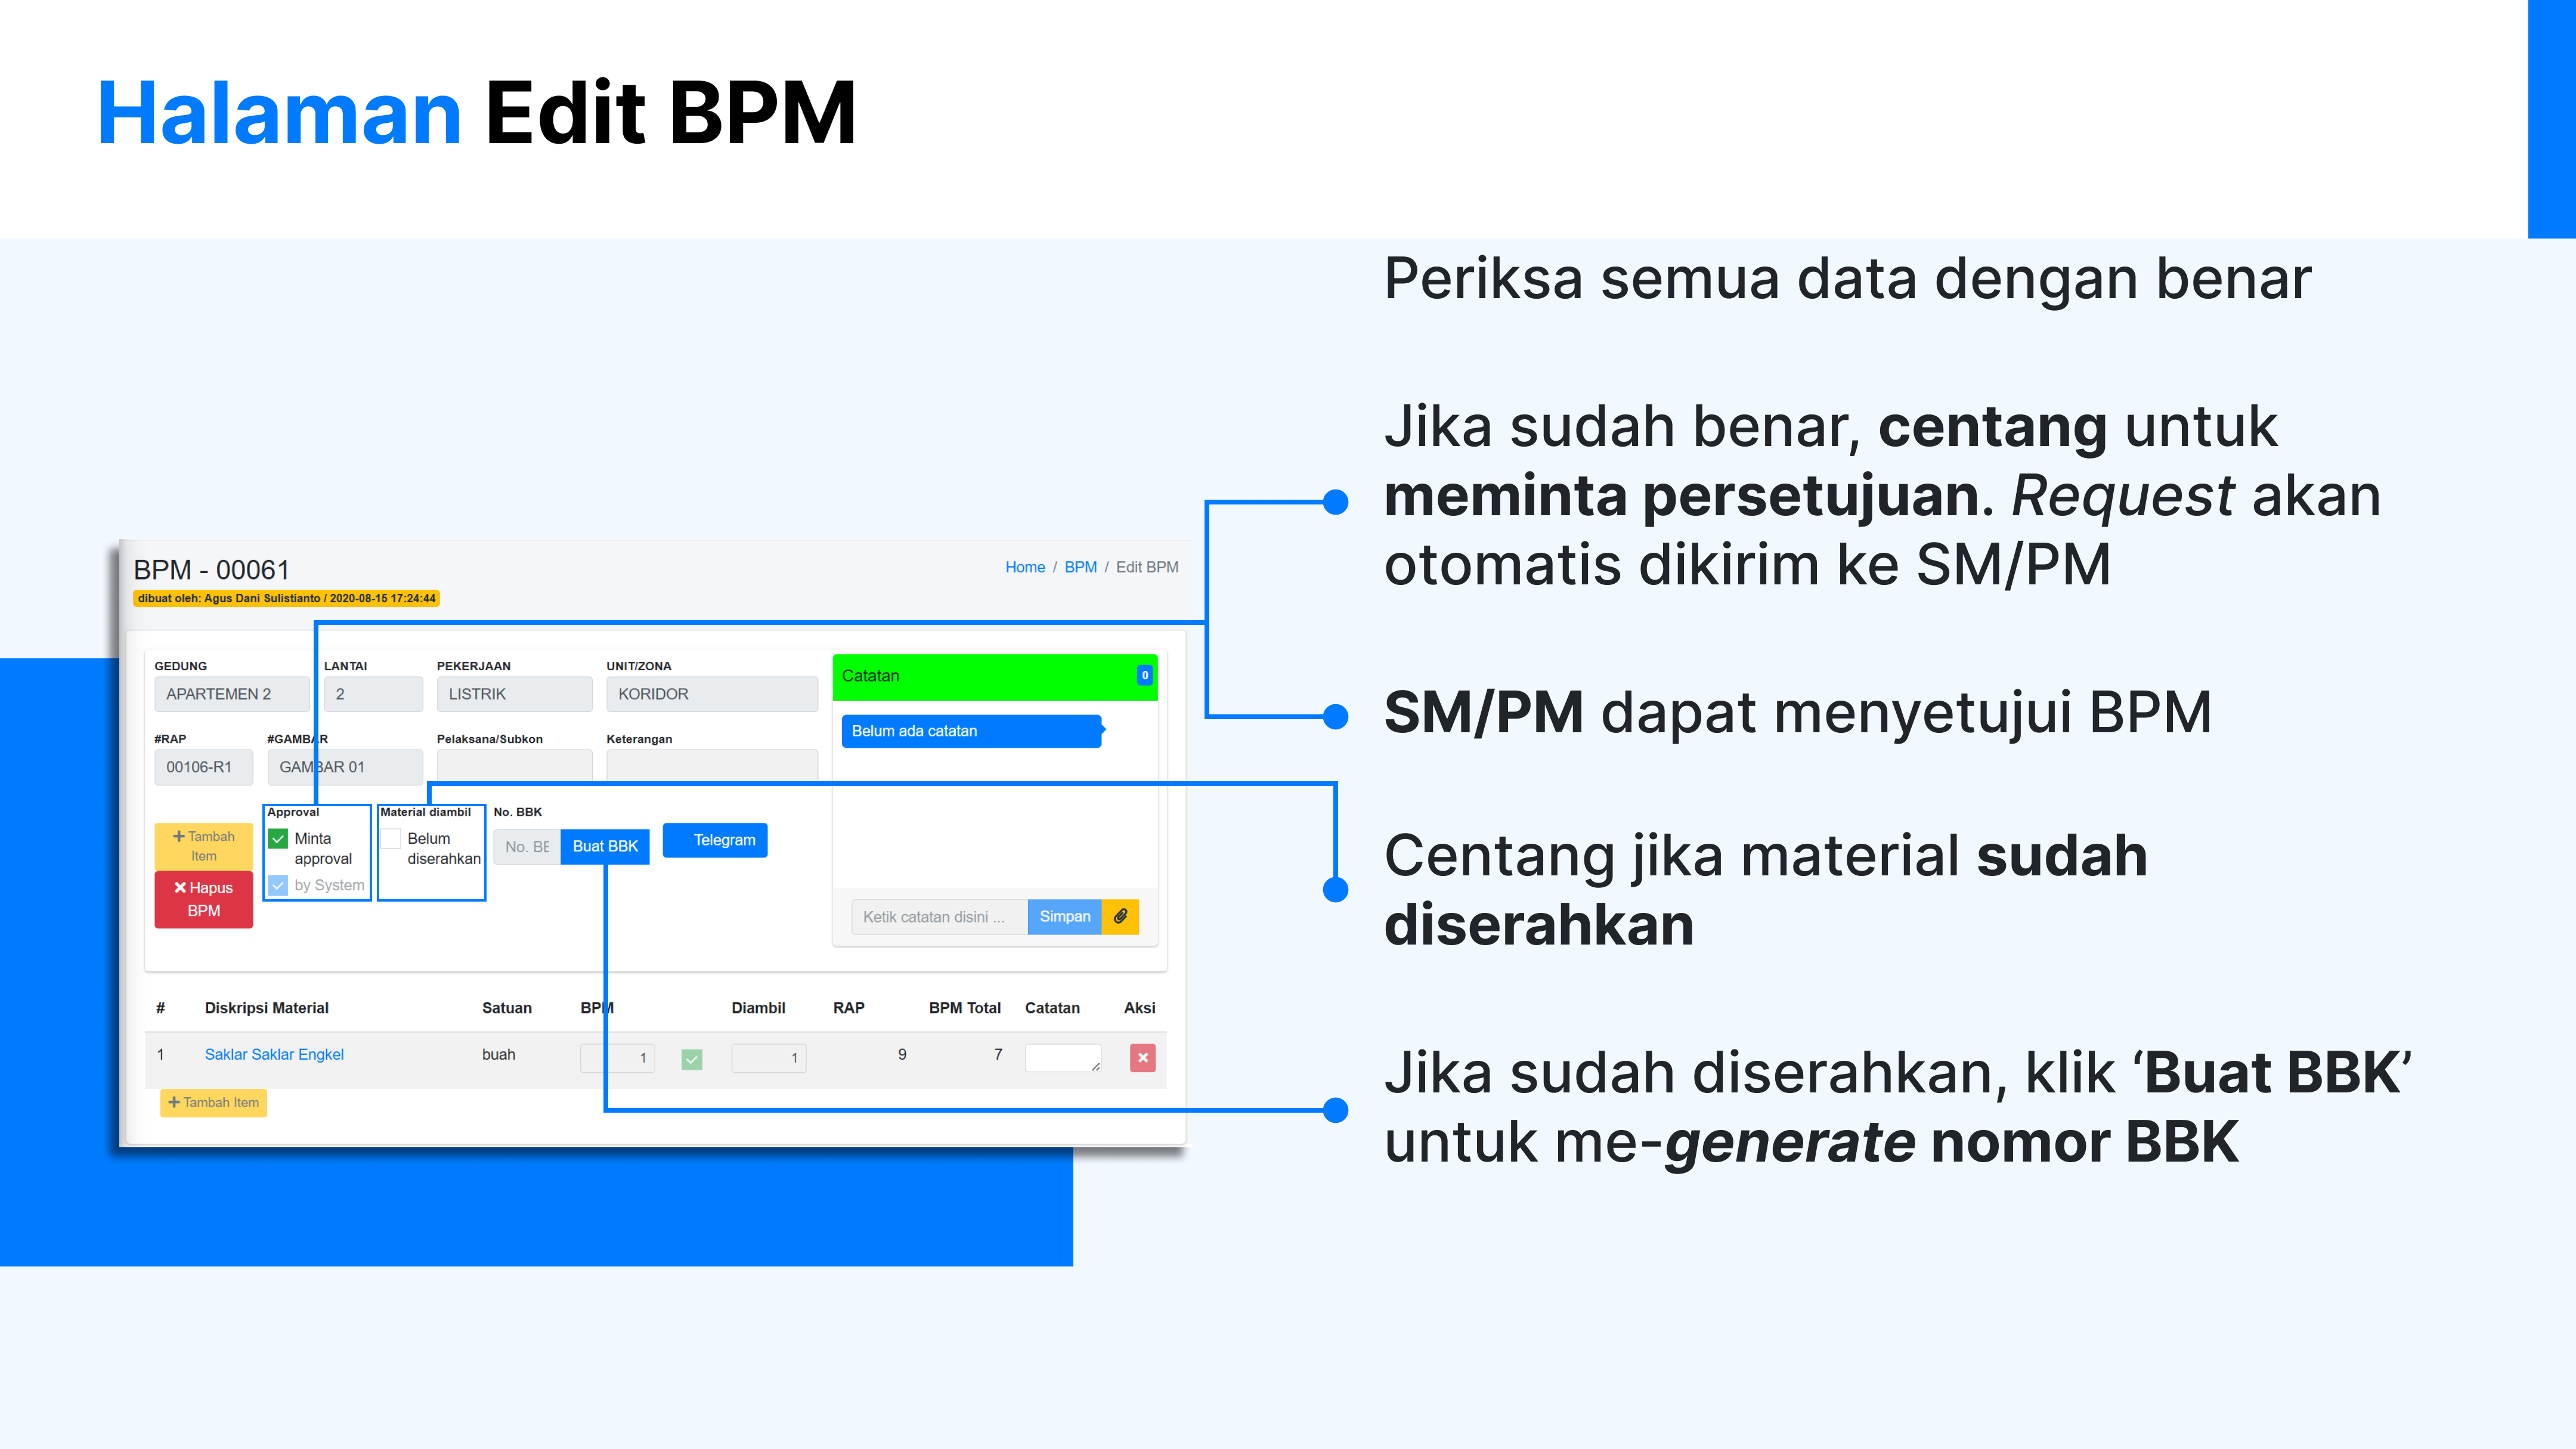 Halaman Edit BPM
Periksa semua data dengan benar
Jika sudah benar, centang untuk
meminta persetujuan. Request akan
otomatis dikirim ke SM/PM
SM/PM dapat menyetujui BPM
Centang jika material sudah
diserahkan
Jika sudah diserahkan, klik ‘Buat BBK’
untuk me-generate nomor BBK
BPM - 00061
Home / BPM / Edit BPM
dibuat oleh: Agus Dani Sulistianto / 2020-08-15 17:24:44
GEDUNG LANTAI PEKERJAAN UNIT/ZONA
APARTEMEN 2 2 LISTRIK KORIDOR
#RAP #GAMBAR Pelaksana/Subkon Keterangan
00106-R1 GAMBAR 01
Catatan 0
Belum ada catatan
Ketik catatan disini ... Simpan
Approval Material diambil No. BBK
Tambah
Item
Hapus
BPM
Minta
approval
by System
Belum
diserahkan
No. BE Buat BBK Telegram
# Diskripsi Material Satuan BPM Diambil RAP BPM Total Catatan Aksi
1 Saklar Saklar Engkel buah 1 1 9 7
Tambah Item